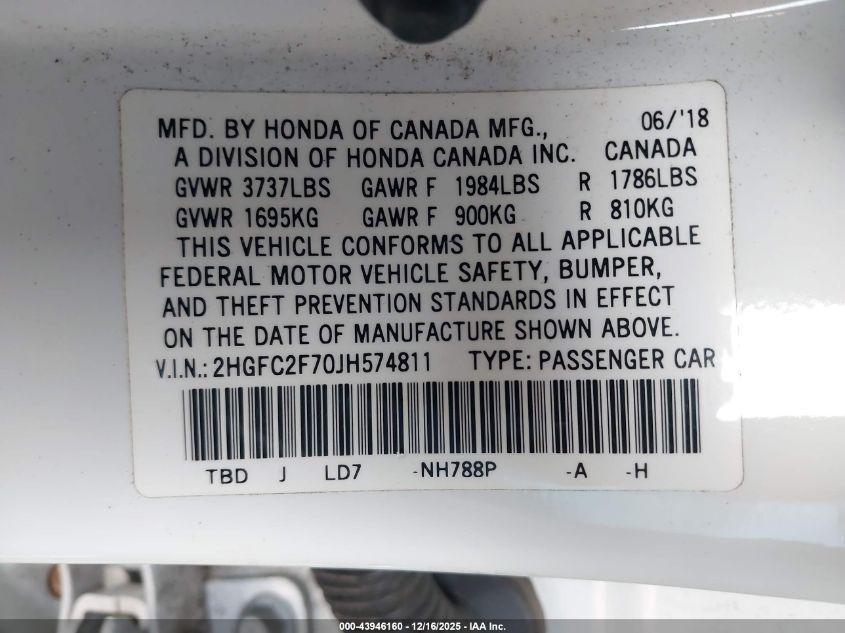 MFD. BY HONDA OF CANADA MFG., 06/'18
A DIVISION OF HONDA CANADA INC. CANADA
GVWR 3737LBS GAWR F 1984LBS R 1786LBS
GVWR 1695KG GAWR F 900KG R 810KG
THIS VEHICLE CONFORMS TO ALL APPLICABLE
FEDERAL MOTOR VEHICLE SAFETY, BUMPER,
AND THEFT PREVENTION STANDARDS IN EFFECT
ON THE DATE OF MANUFACTURE SHOWN ABOVE.
V.I.N.: 2HGFC2F70JH574811 TYPE: PASSENGER CAR
TBD J LD7 -NH788P -A -H
000-43946160 - 12/16/2025 - IAA Inc.